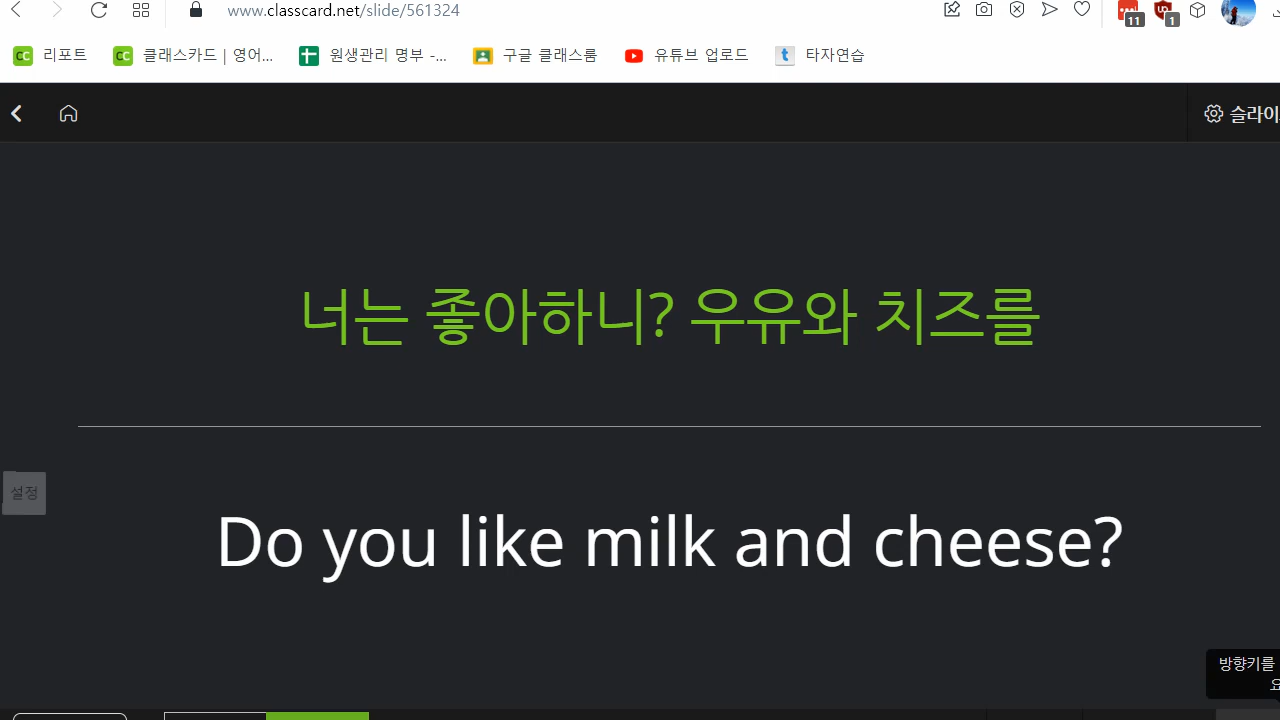 www.classcard.net/slide/561324
11
1
리포트
클래스카드 | 영어...
원생관리 명부 -...
구글 클래스룸
유튜브 업로드
타자연습
너는 좋아하니? 우유와 치즈를
설정
Do you like milk and cheese?
방향키를